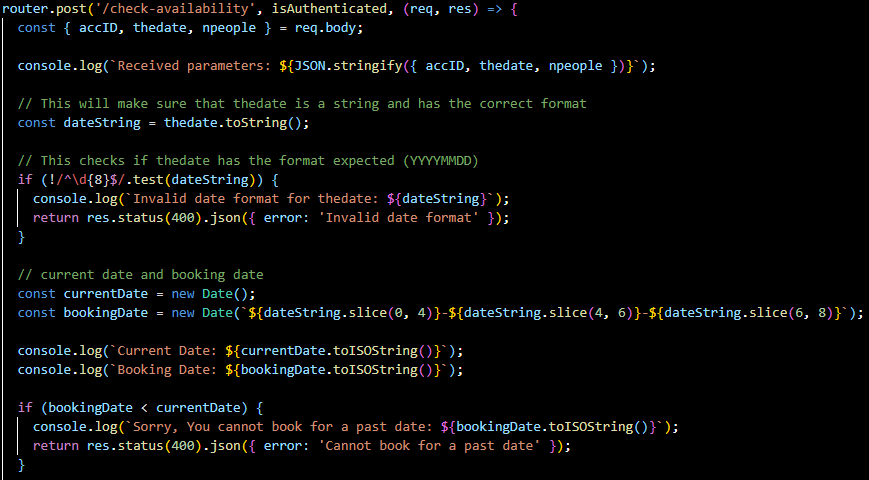 router.post('/check-availability', isAuthenticated, (req, res) => {
  const { accID, thedate, npeople } = req.body;

  console.log(`Received parameters: ${JSON.stringify({ accID, thedate, npeople })}`);

  // This will make sure that thedate is a string and has the correct format
  const dateString = thedate.toString();

  // This checks if thedate has the format expected (YYYYMMDD)
  if (!/^\d{8}$/.test(dateString)) {
    console.log(`Invalid date format for thedate: ${dateString}`);
    return res.status(400).json({ error: 'Invalid date format' });
  }

  // current date and booking date
  const currentDate = new Date();
  const bookingDate = new Date(`${dateString.slice(0, 4)}-${dateString.slice(4, 6)}-${dateString.slice(6, 8)}`);

  console.log(`Current Date: ${currentDate.toISOString()}`);
  console.log(`Booking Date: ${bookingDate.toISOString()}`);

  if (bookingDate < currentDate) {
    console.log(`Sorry, You cannot book for a past date: ${bookingDate.toISOString()}`);
    return res.status(400).json({ error: 'Cannot book for a past date' });
  }